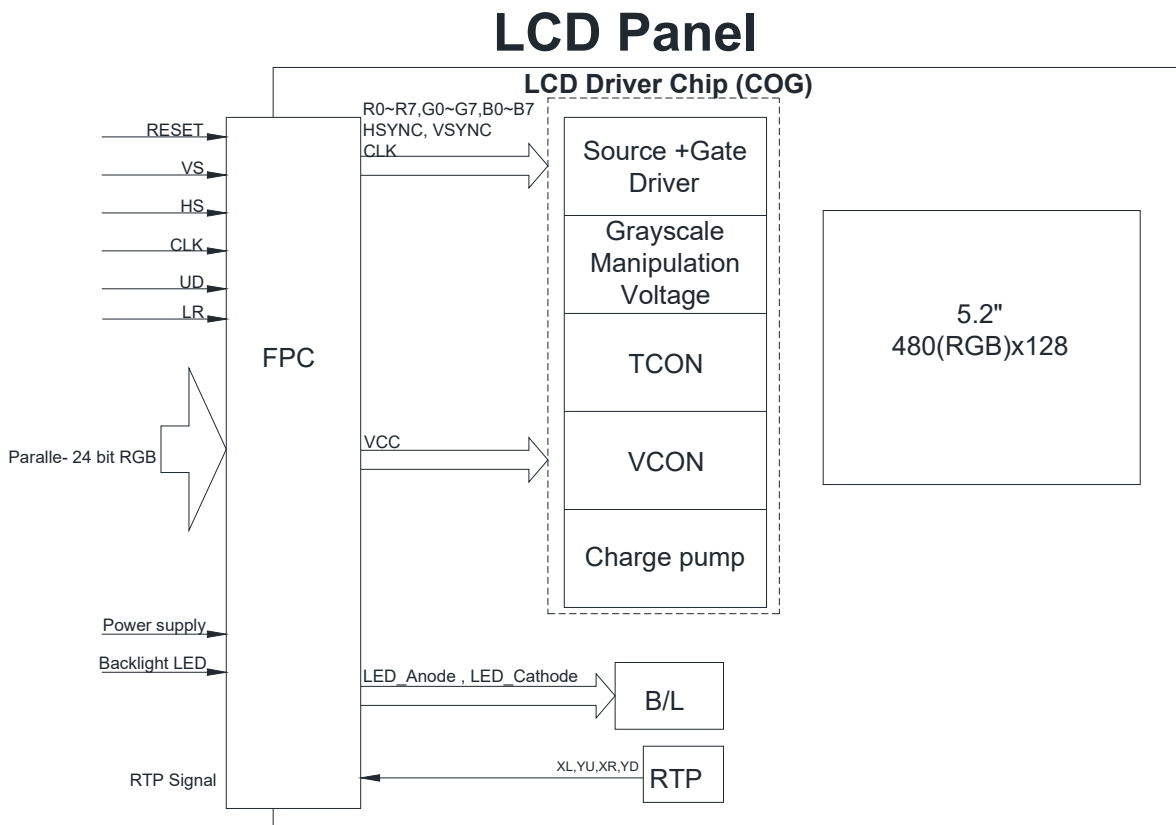 LCD Panel
LCD Driver Chip (COG)
R0~R7,G0~G7,B0~B7
HSYNC, VSYNC
CLK
RESET
VS
HS
CLK
UD
LR
FPC
Paralle- 24 bit RGB
VCC
Source +Gate
Driver
Grayscale
Manipulation
Voltage
TCON
VCON
Charge pump
5.2"
480(RGB)x128
Power supply
Backlight LED
LED_Anode , LED_Cathode
B/L
RTP Signal
XL,YU,XR,YD
RTP